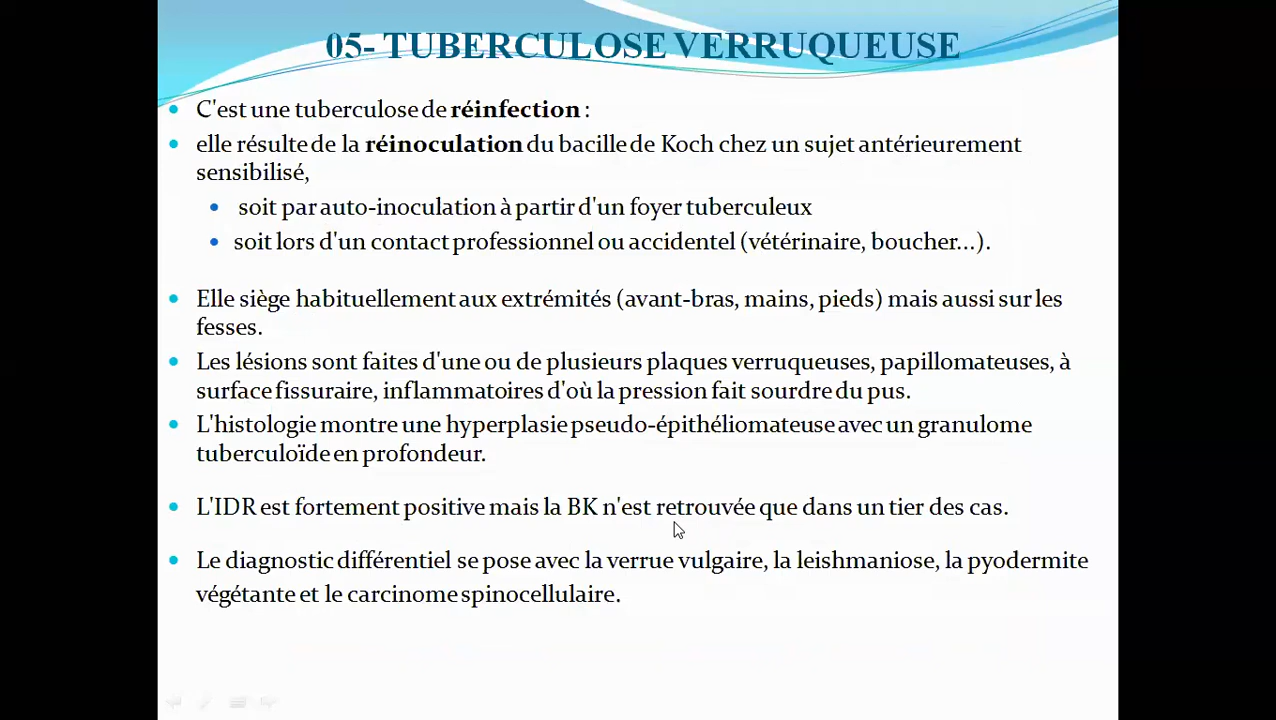 05- TUBERCULOSE VERRUQUEUSE
C'est une tuberculose de réinfection :
elle résulte de la réinoculation du bacille de Koch chez un sujet antérieurement
sensibilisé,
soit par auto-inoculation à partir d'un foyer tuberculeux
soit lors d'un contact professionnel ou accidentel (vétérinaire, boucher...).
Elle siège habituellement aux extrémités (avant-bras, mains, pieds) mais aussi sur les
fesses.
Les lésions sont faites d'une ou de plusieurs plaques verruqueuses, papillomateuses, à
surface fissuraire, inflammatoires d'où la pression fait sourdre du pus.
L'histologie montre une hyperplasie pseudo-épithéliomateuse avec un granulome
tuberculoïde en profondeur.
L'IDR est fortement positive mais la BK n'est retrouvée que dans un tier des cas.
Le diagnostic différentiel se pose avec la verrue vulgaire, la leishmaniose, la pyodermite
végétante et le carcinome spinocellulaire.